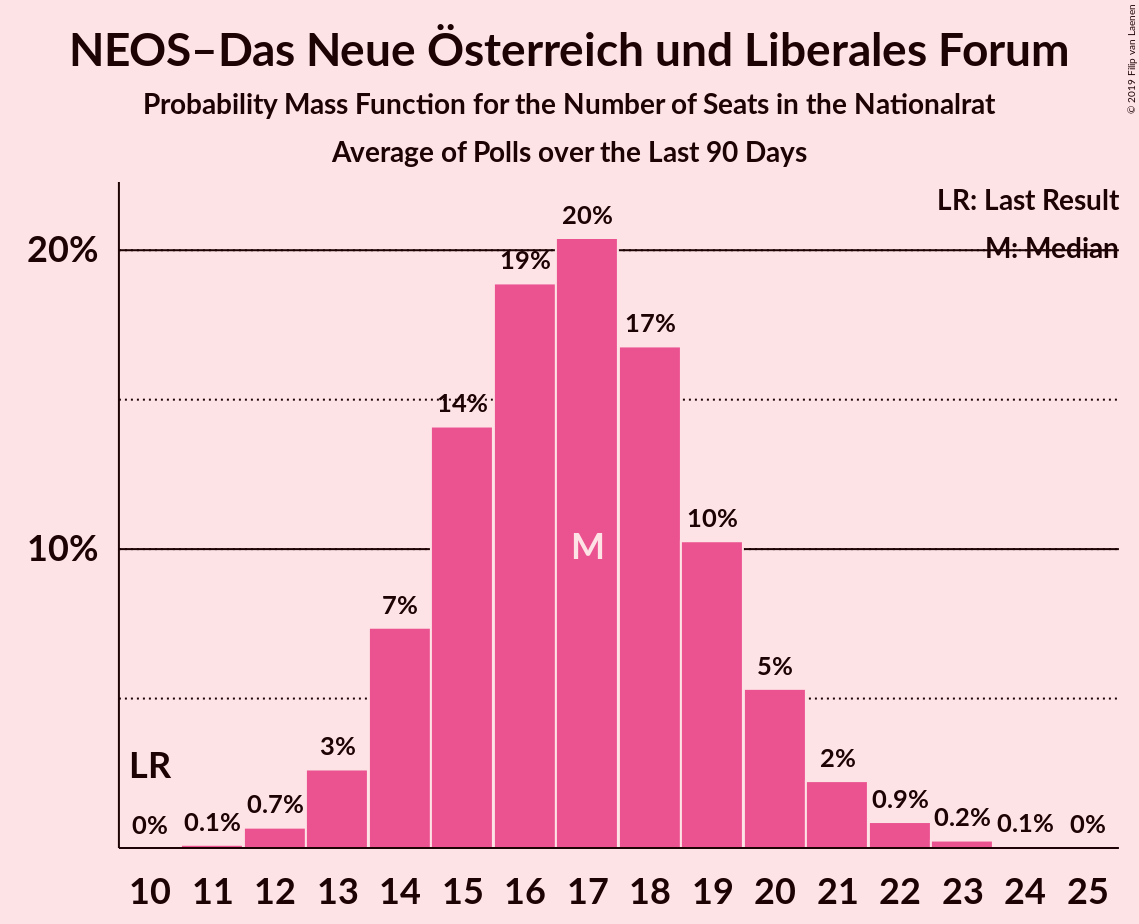 NEOS–Das Neue Österreich und Liberales Forum
Probability Mass Function for the Number of Seats in the Nationalrat
Average of Polls over the Last 90 Days
© 2019 Filip van Laenen
LR: Last Result
M: Median
20%
10%
LR
0%
0.1%
0.7%
3%
7%
14%
19%
20%
17%
10%
5%
2%
0.9%
0.2%
0.1%
0%
M
10 11 12 13 14 15 16 17 18 19 20 21 22 23 24 25